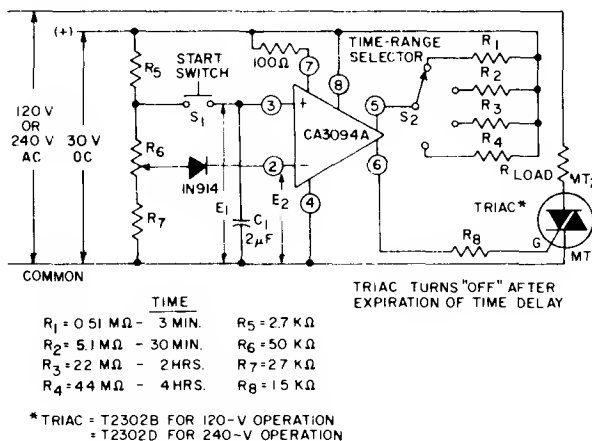 (+)
120 V
OR
240 V
AC
30 V
DC
R5
R6
R7
START
SWITCH
S1
IN914
E1
C1
2µF
E2
100Ω
7
8
3
+
CA3094A
2
–
4
5
6
TIME-RANGE
SELECTOR
S2
R1
R2
R3
R4
R LOAD
MT2
TRIAC*
G
MT
R8
COMMON
TRIAC TURNS "OFF" AFTER
EXPIRATION OF TIME DELAY
TIME
R1 = 0.51 MΩ - 3 MIN. R5 = 2.7 KΩ
R2 = 5.1 MΩ - 30 MIN. R6 = 50 KΩ
R3 = 22 MΩ - 2 HRS. R7 = 27 KΩ
R4 = 44 MΩ - 4 HRS. R8 = 1.5 KΩ
* TRIAC = T2302B FOR 120-V OPERATION
= T2302D FOR 240-V OPERATION